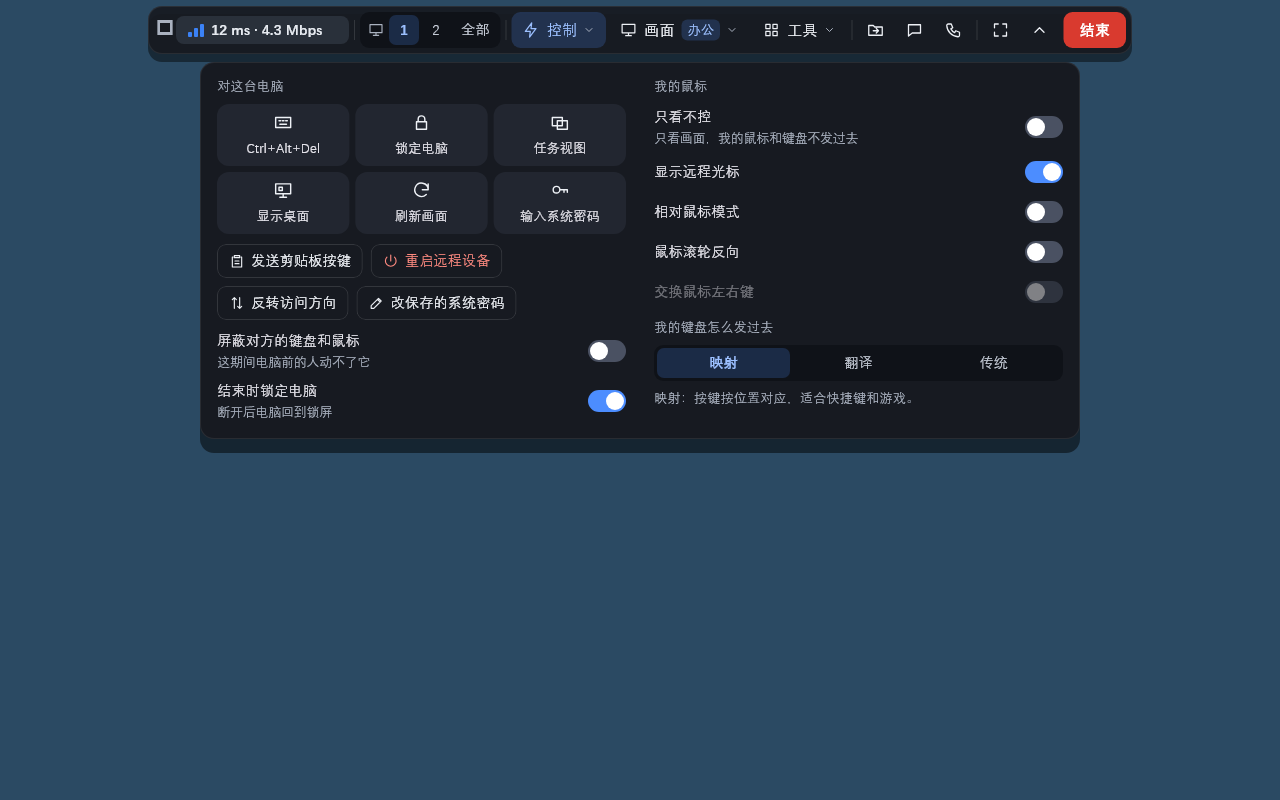 12 ms · 4.3 Mbps 1 2 全部 控制 画面 办公 工具 结束
对这台电脑
Ctrl+Alt+Del 锁定电脑 任务视图
显示桌面 刷新画面 输入系统密码
发送剪贴板按键 重启远程设备
反转访问方向 改保存的系统密码
屏蔽对方的键盘和鼠标
这期间电脑前的人动不了它
结束时锁定电脑
断开后电脑回到锁屏
我的鼠标
只看不控
只看画面，我的鼠标和键盘不发过去
显示远程光标
相对鼠标模式
鼠标滚轮反向
交换鼠标左右键
我的键盘怎么发过去
映射 翻译 传统
映射：按键按位置对应，适合快捷键和游戏。